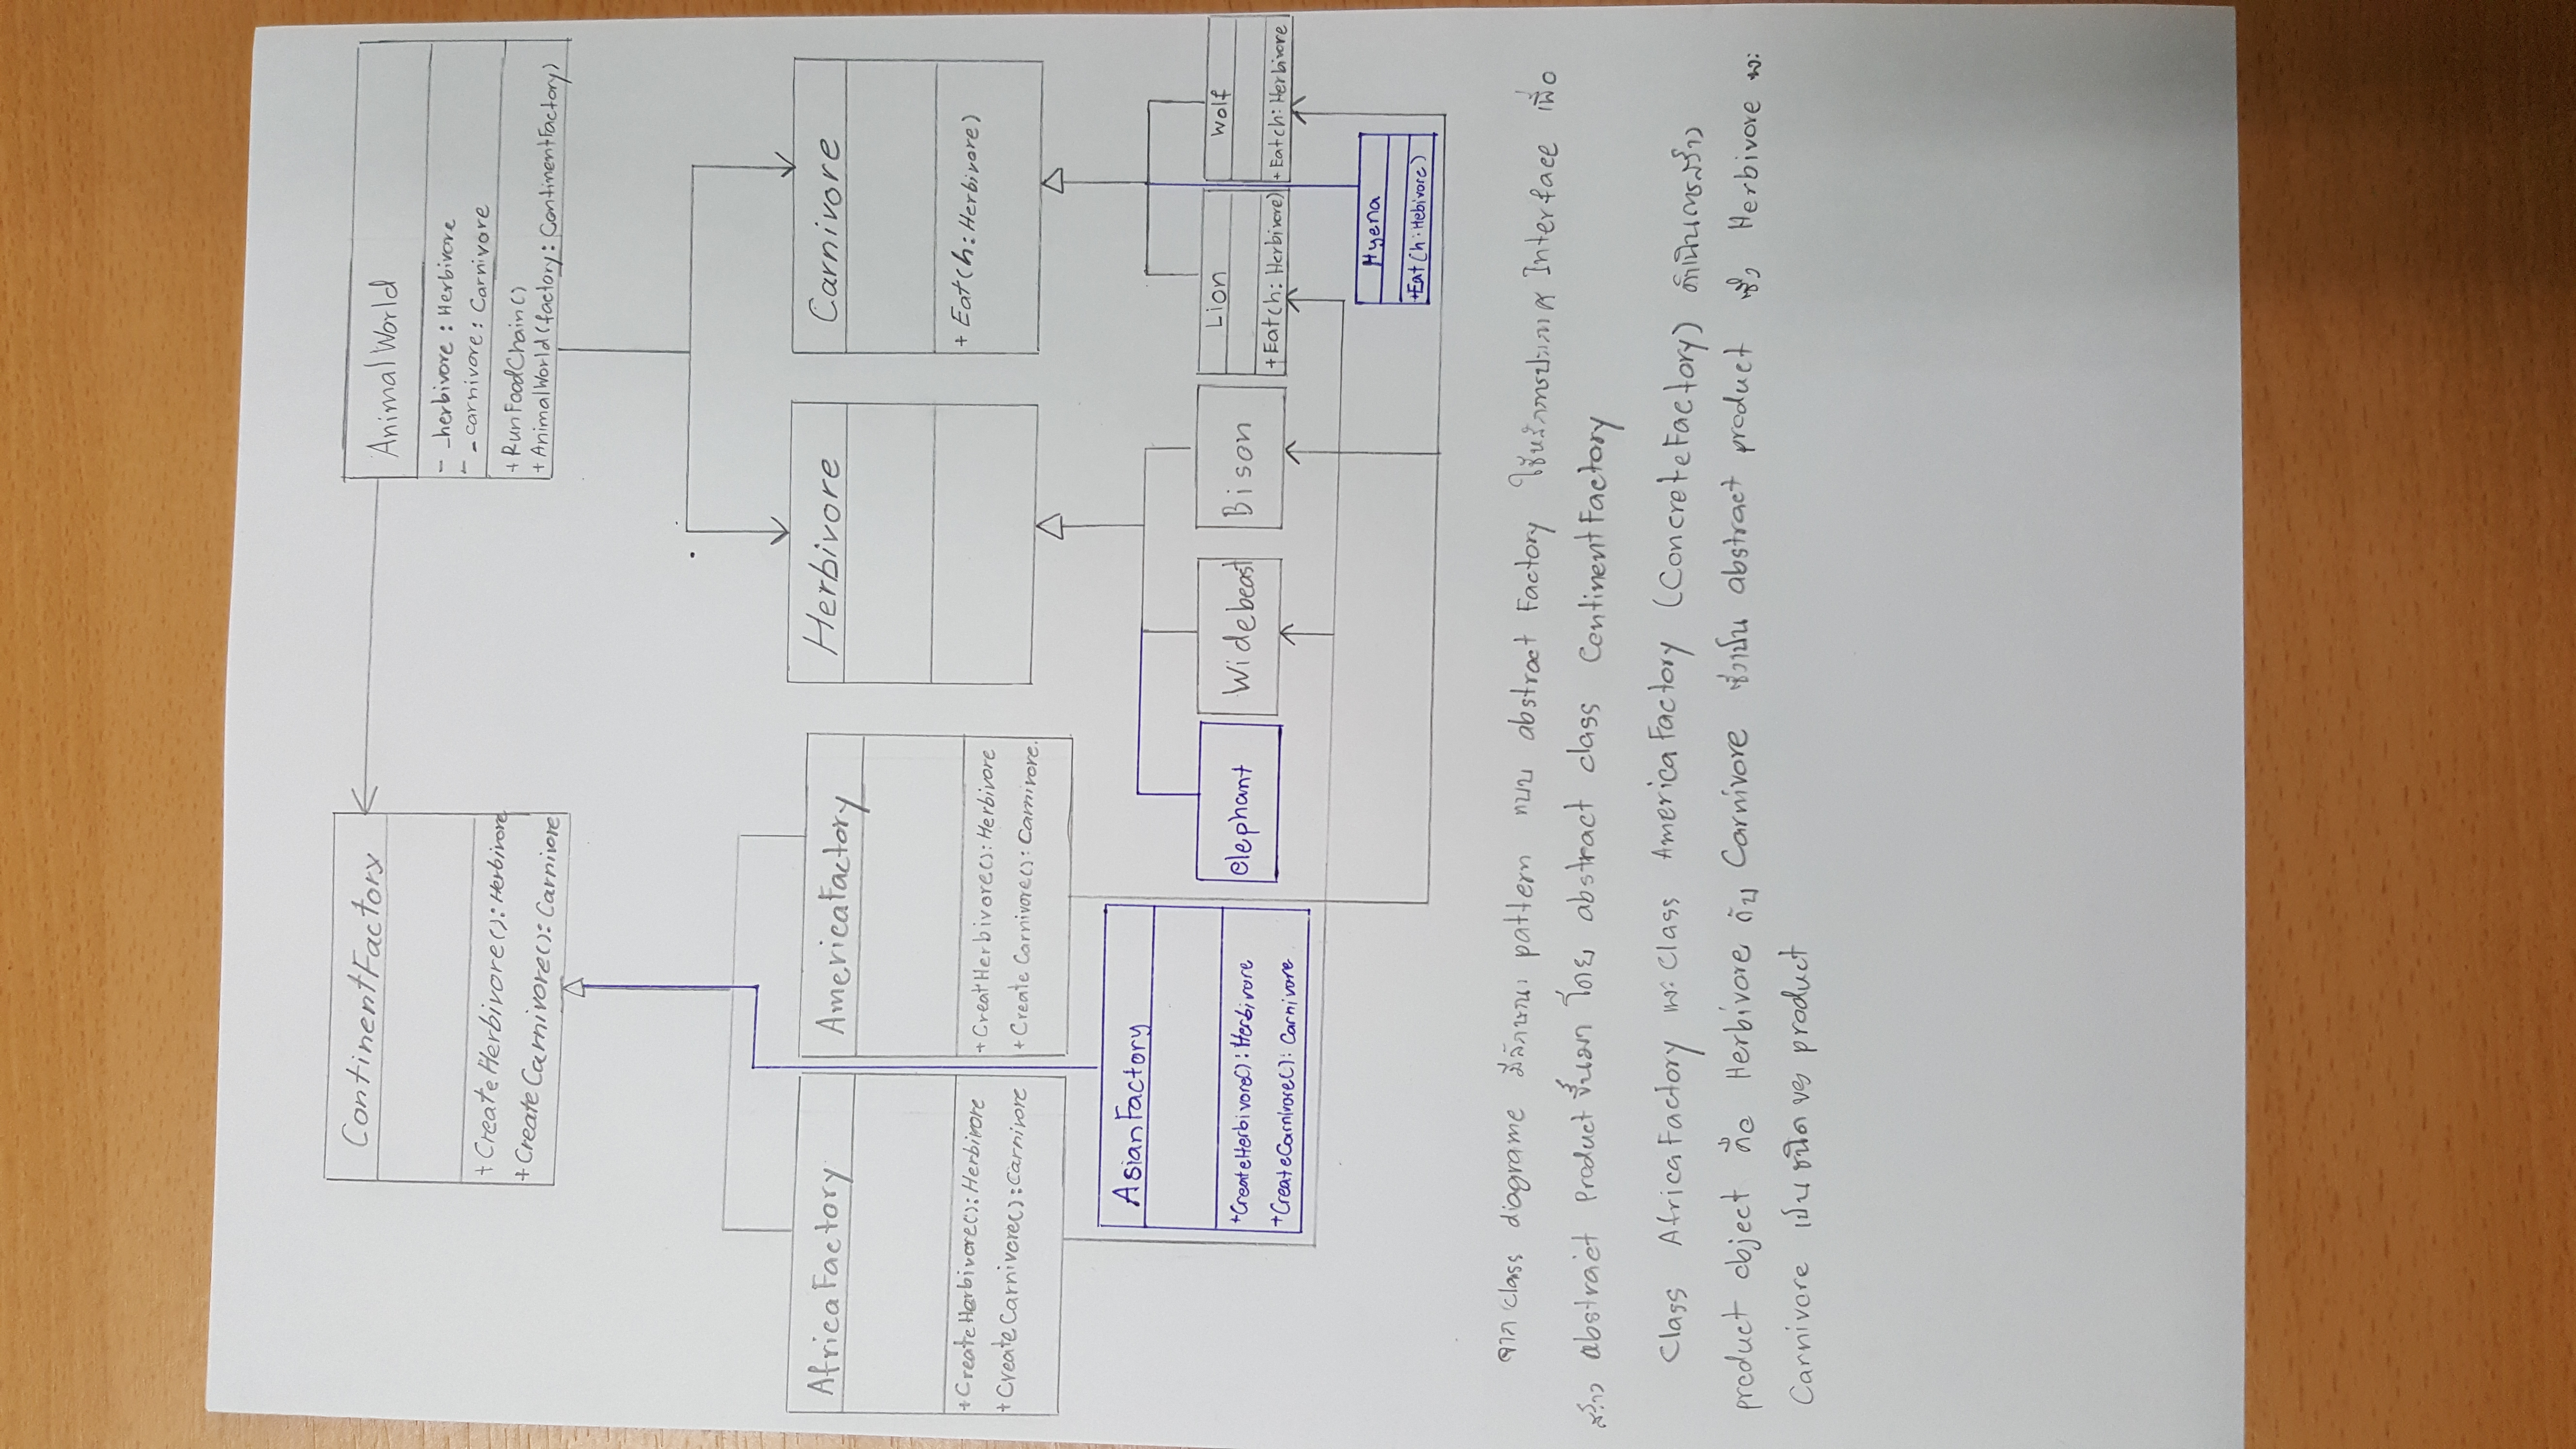 ContinentFactory
+ CreateHerbivore(): Herbivore
+ Create Carnivore(): Carnivore
AnimalWorld
- _herbivore : Herbivore
- _carnivore : Carnivore
+ RunFoodChain()
+ AnimalWorld(factory: ContinentFactory)
AfricaFactory
+ CreateHerbivore(): Herbivore
+ CreateCarnivore(): Carnivore
AmericaFactory
+ CreatHerbivore(): Herbivore
+ Create Carnivore(): Carnivore.
Herbivore
Carnivore
+ Eat(h: Herbivore)
AsianFactory
+CreateHerbivore(): Herbivore
+CreateCarnivore(): Carnivore
elephant
Widebeast
Bison
Lion
+Eat(h: Herbivore)
Wolf
+Eatch: Herbivore
Hyena
+Eat(h: Hebivore)
จาก class diagrame มีลักษณะ pattern แบบ abstract Factory ใช้หลักการประกาศ Interface เพื่อ
สร้าง abstract Product ขึ้นมา โดย abstract class ContinentFactory
Class AfricaFactory และ Class AmericaFactory (ConcreteFactory) ดำเนินการสร้าง
product object คือ Herbivore กับ Carnivore ซึ่งเป็น abstract product ซึ่ง Herbivore และ
Carnivore เป็นชนิดของ product